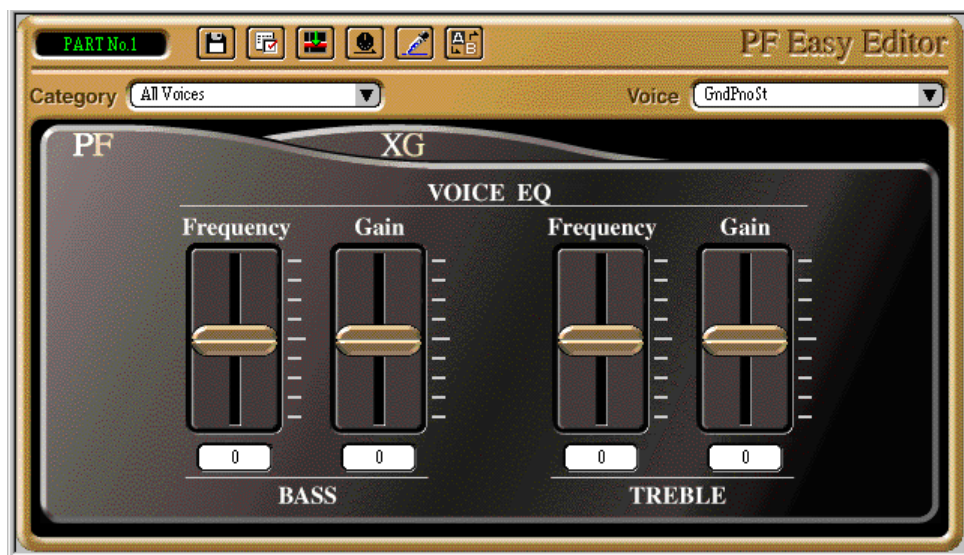 PART No.1
PF Easy Editor
Category All Voices Voice GndPnoSt
PF XG
VOICE EQ
Frequency Gain Frequency Gain
0 0 0 0
BASS TREBLE